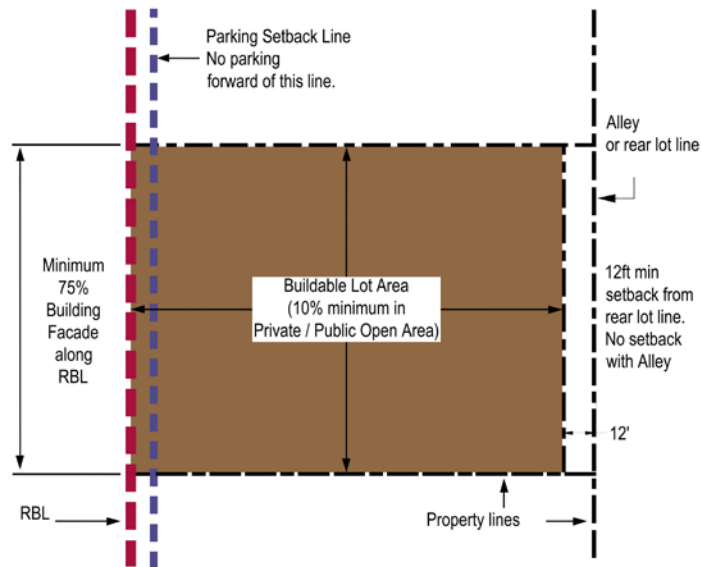 Parking Setback Line
No parking
forward of this line.
Alley
or rear lot line
Minimum
75%
Building
Facade
along
RBL
Buildable Lot Area
(10% minimum in
Private / Public Open Area)
12ft min
setback from
rear lot line.
No setback
with Alley
12'
RBL
Property lines